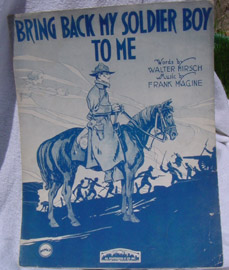 BRING BACK MY SOLDIER BOY
TO ME
Words by
WALTER HIRSCH
Music by
FRANK MAGINE